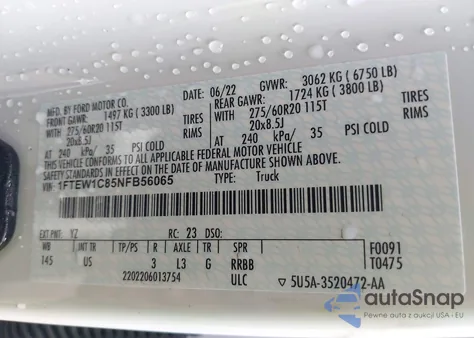 MFD. BY FORD MOTOR CO.
06/22 GVWR: 3062 KG ( 6750 LB)
FRONT GAWR: 1497 KG ( 3300 LB)
REAR GAWR: 1724 KG ( 3800 LB)
WITH 275/60R20 115T
WITH 275/60R20 115T
20x8.5J
20x8.5J
AT 240 kPa/ 35 PSI COLD
AT 240 kPa/ 35 PSI COLD
THIS VEHICLE CONFORMS TO ALL APPLICABLE FEDERAL MOTOR VEHICLE
SAFETY STANDARDS IN EFFECT ON THE DATE OF MANUFACTURE SHOWN ABOVE.
VIN: 1FTEW1C85NFB56065
TYPE: Truck
EXT PNT: YZ RC: 23 DSO:
WB INT TR TP/PS R AXLE TR SPR
F0091
145 US 3 L3 G RRBB
T0475
2202206013754 ULC
5U5A-3520472-AA
autaSnap
Pewne auta z aukcji USA - EU